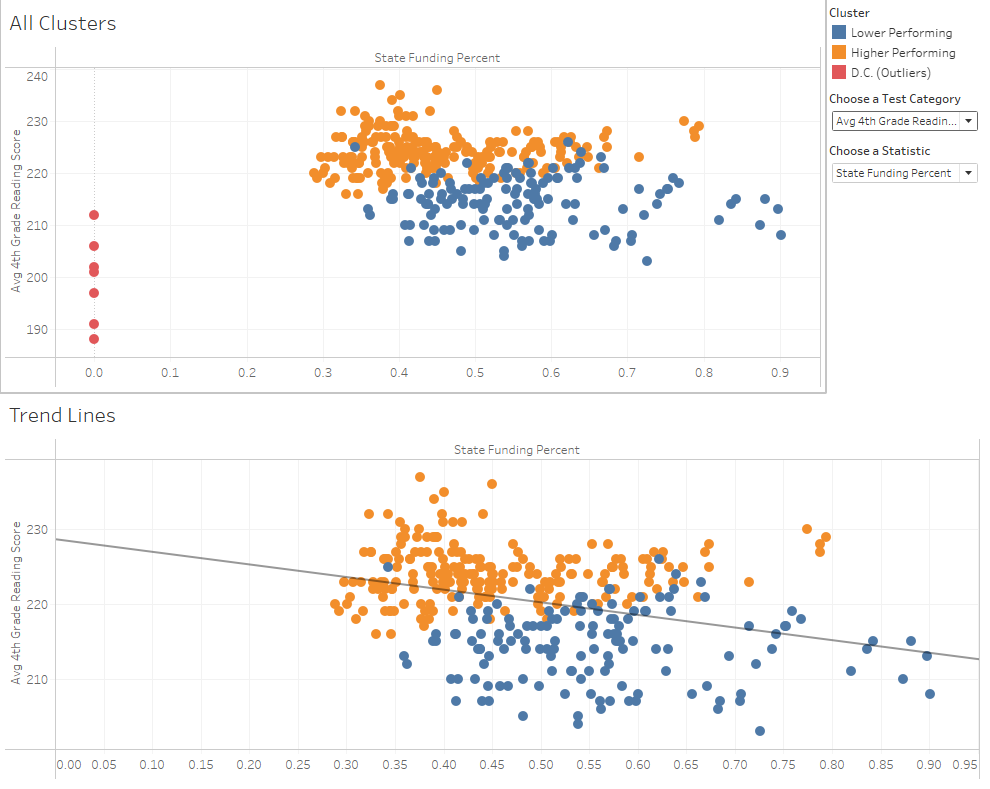 All Clusters
State Funding Percent
Avg 4th Grade Reading Score
240
230
220
210
200
190
0.0 0.1 0.2 0.3 0.4 0.5 0.6 0.7 0.8 0.9
Cluster
Lower Performing
Higher Performing
D.C. (Outliers)
Choose a Test Category
Avg 4th Grade Readin...
Choose a Statistic
State Funding Percent
Trend Lines
State Funding Percent
Avg 4th Grade Reading Score
230
220
210
0.00 0.05 0.10 0.15 0.20 0.25 0.30 0.35 0.40 0.45 0.50 0.55 0.60 0.65 0.70 0.75 0.80 0.85 0.90 0.95